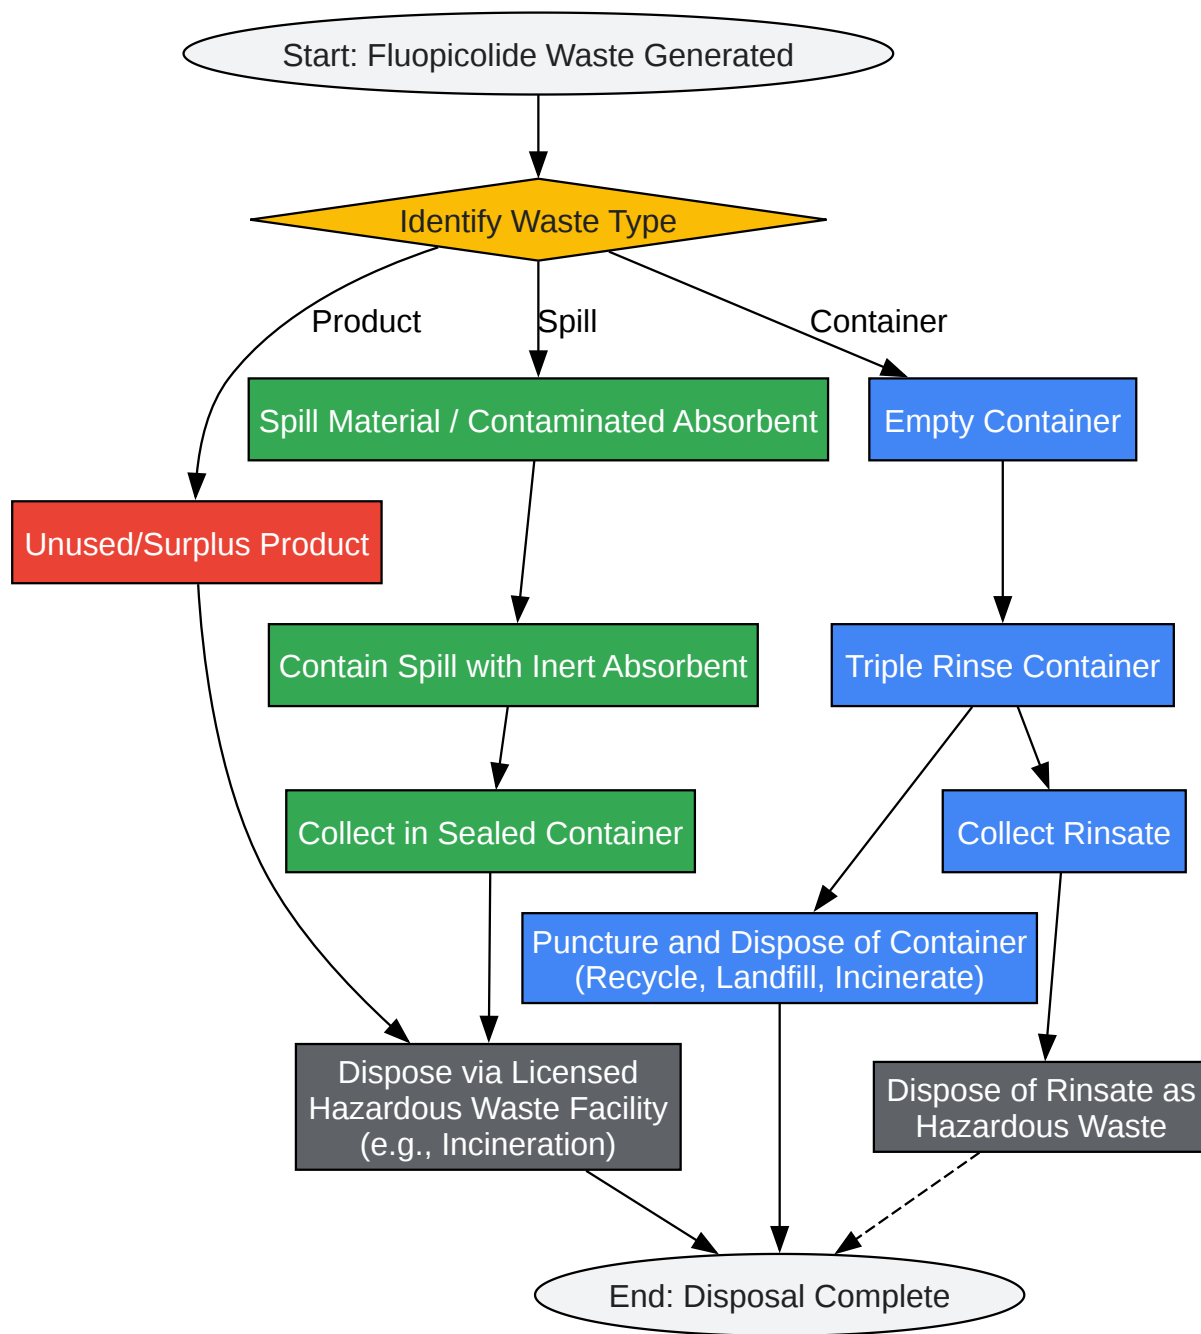 Start: Fluopicolide Waste Generated
Identify Waste Type
Product
Spill
Container
Spill Material / Contaminated Absorbent
Empty Container
Unused/Surplus Product
Contain Spill with Inert Absorbent
Triple Rinse Container
Collect in Sealed Container
Collect Rinsate
Puncture and Dispose of Container
(Recycle, Landfill, Incinerate)
Dispose via Licensed
Hazardous Waste Facility
(e.g., Incineration)
Dispose of Rinsate as
Hazardous Waste
End: Disposal Complete